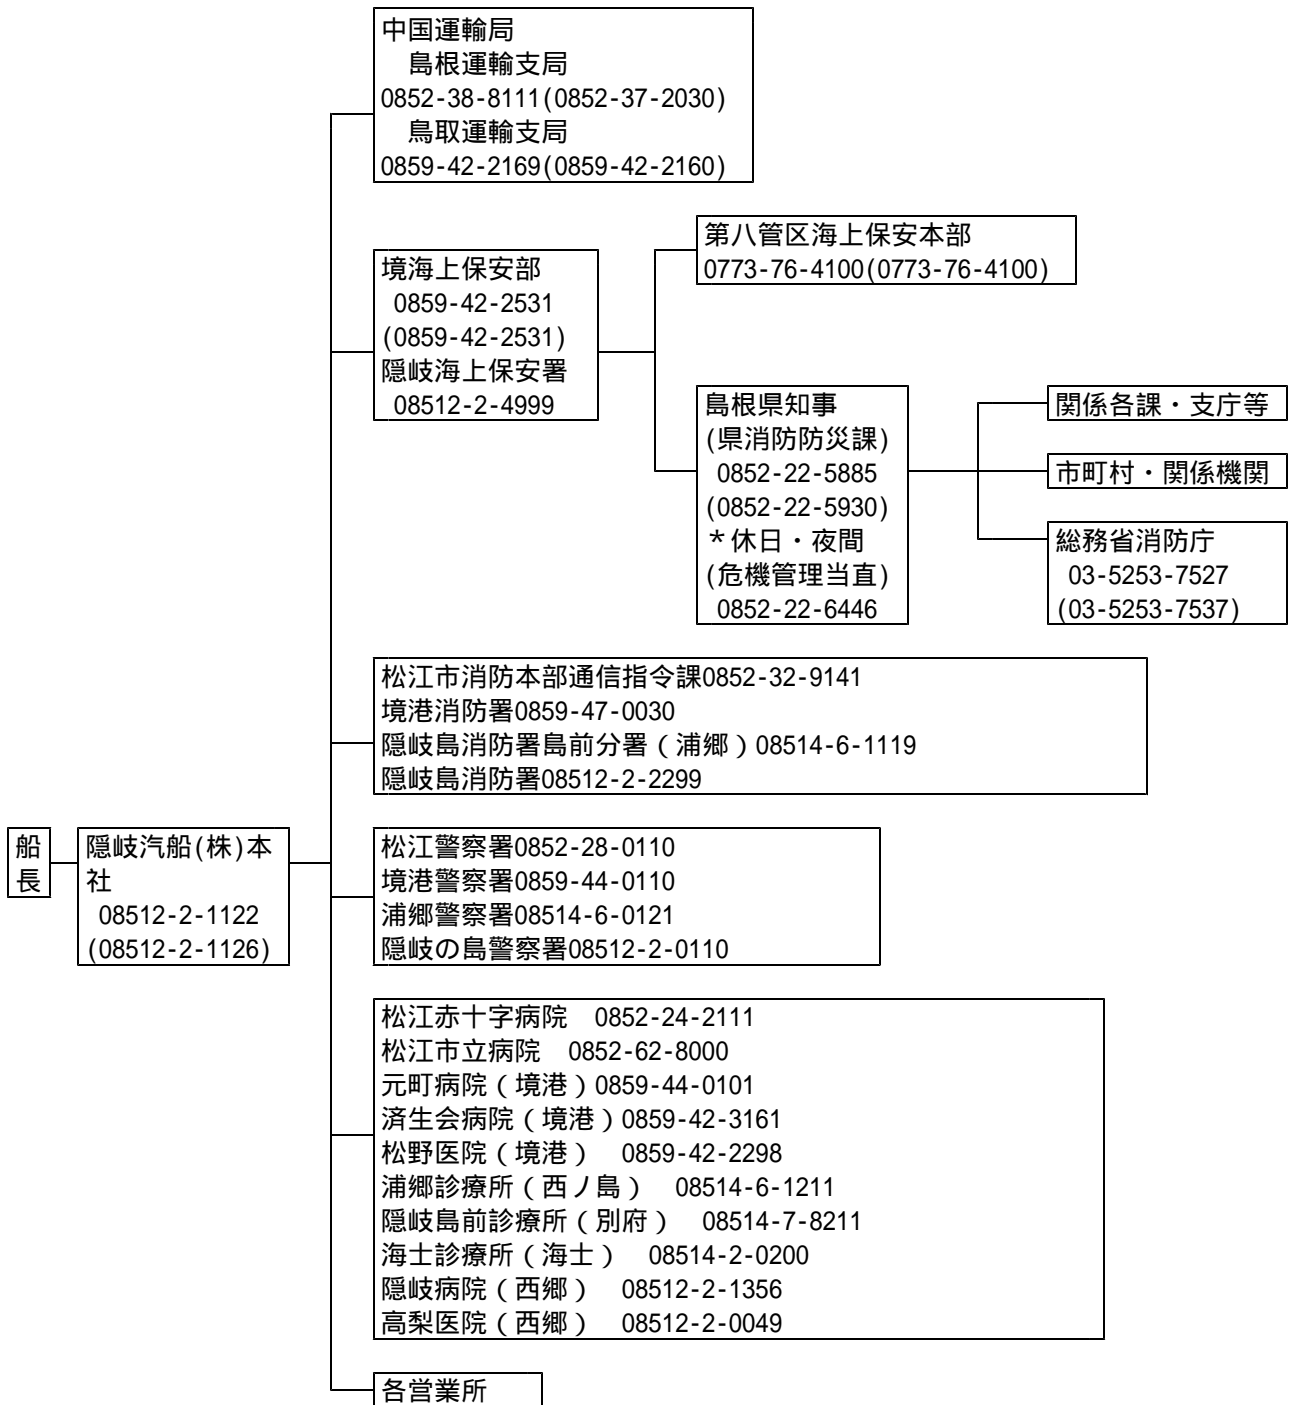 中国運輸局
島根運輸支局
0852-38-8111(0852-37-2030)
鳥取運輸支局
0859-42-2169(0859-42-2160)
第八管区海上保安本部
0773-76-4100(0773-76-4100)
境海上保安部
0859-42-2531
(0859-42-2531)
隠岐海上保安署
08512-2-4999
島根県知事
(県消防防災課)
0852-22-5885
(0852-22-5930)
*休日・夜間
(危機管理当直)
0852-22-6446
関係各課・支庁等
市町村・関係機関
総務省消防庁
03-5253-7527
(03-5253-7537)
松江市消防本部通信指令課0852-32-9141
境港消防署0859-47-0030
隠岐島消防署島前分署(浦郷)08514-6-1119
隠岐島消防署08512-2-2299
船
長
隠岐汽船(株)本
社
08512-2-1122
(08512-2-1126)
松江警察署0852-28-0110
境港警察署0859-44-0110
浦郷警察署08514-6-0121
隠岐の島警察署08512-2-0110
松江赤十字病院　0852-24-2111
松江市立病院　0852-62-8000
元町病院(境港)0859-44-0101
済生会病院(境港)0859-42-3161
松野医院(境港)　0859-42-2298
浦郷診療所(西ノ島)　08514-6-1211
隠岐島前診療所(別府)　08514-7-8211
海士診療所(海士)　08514-2-0200
隠岐病院(西郷)　08512-2-1356
高梨医院(西郷)　08512-2-0049
各営業所